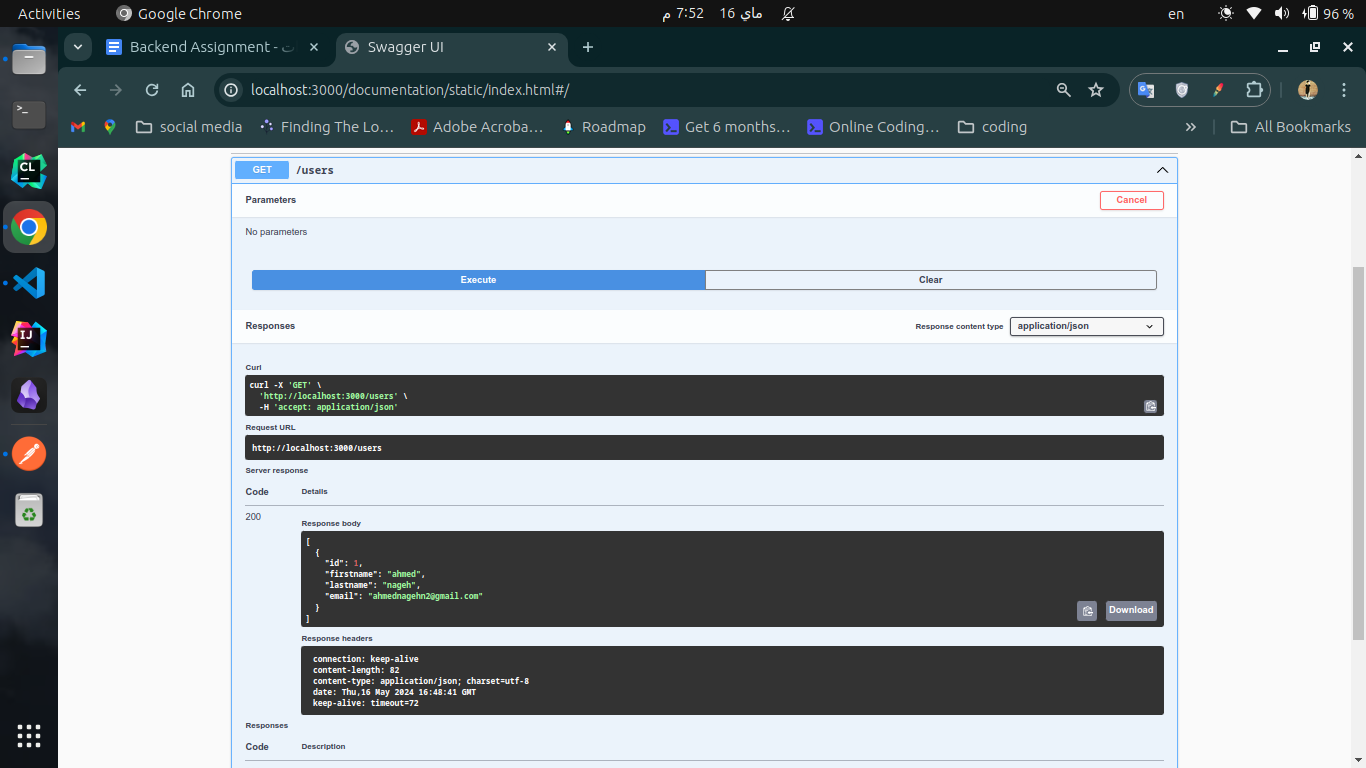 Activities Google Chrome 7:52 م 16 ماي en 96 %
Backend Assignment - Swagger UI
localhost:3000/documentation/static/index.html#/
social media Finding The Lo... Adobe Acroba... Roadmap Get 6 months... Online Coding... coding » All Bookmarks
GET /users
Parameters Cancel
No parameters
Execute Clear
Responses Response content type application/json
Curl
curl -X 'GET' \
'http://localhost:3000/users' \
-H 'accept: application/json'
Request URL
http://localhost:3000/users
Server response
Code Details
200
Response body
[
{
"id": 1,
"firstname": "ahmed",
"lastname": "nageh",
"email": "ahmednagehn2@gmail.com"
}
]
Download
Response headers
connection: keep-alive
content-length: 82
content-type: application/json; charset=utf-8
date: Thu,16 May 2024 16:48:41 GMT
keep-alive: timeout=72
Responses
Code Description